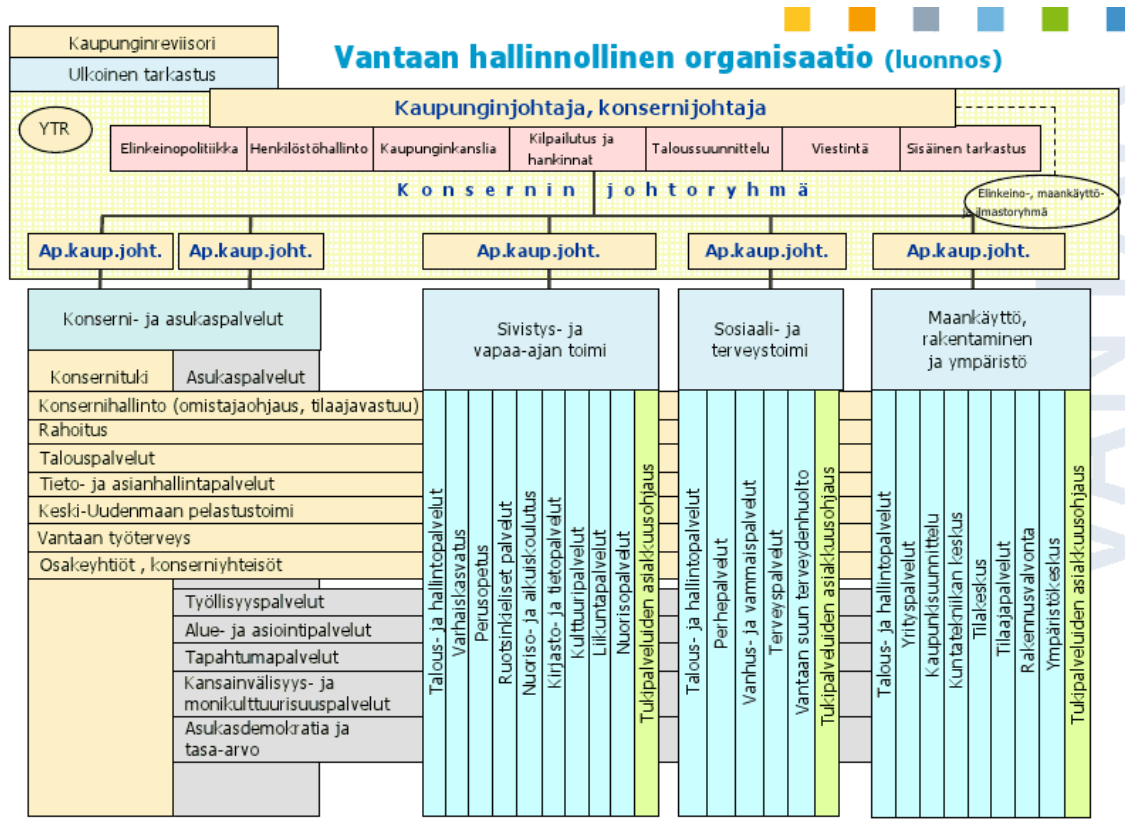 Kaupunginreviisori
Ulkoinen tarkastus
Vantaan hallinnollinen organisaatio (luonnos)
YTR
Kaupunginjohtaja, konsernijohtaja
Elinkeinopolitiikka
Henkilöstöhallinto
Kaupunginkanslia
Kilpailutus ja
hankinnat
Taloussuunnittelu
Viestintä
Sisäinen tarkastus
Konsernin johtoryhmä
Elinkeino-, maankäyttö-
ja ilmastoryhmä
Ap.kaup.joht.
Ap.kaup.joht.
Ap.kaup.joht.
Ap.kaup.joht.
Ap.kaup.joht.
Konserni- ja asukaspalvelut
Sivistys- ja
vapaa-ajan toimi
Sosiaali- ja
terveystoimi
Maankäyttö,
rakentaminen
ja ympäristö
Konsernituki
Asukaspalvelut
Konsernihallinto (omistajaohjaus, tilaajavastuu)
Rahoitus
Talouspalvelut
Tieto- ja asianhallintapalvelut
Keski-Uudenmaan pelastustoimi
Vantaan työterveys
Osakeyhtiöt , konserniyhteisöt
Työllisyyspalvelut
Alue- ja asiointipalvelut
Tapahtumapalvelut
Kansainvälisyys- ja
monikulttuurisuuspalvelut
Asukasdemokratia ja
tasa-arvo
Talous- ja hallintopalvelut
Varhaiskasvatus
Perusopetus
Ruotsinkieliset palvelut
Nuoriso- ja aikuiskoulutus
Kirjasto- ja tietopalvelut
Kulttuuripalvelut
Liikuntapalvelut
Nuorisopalvelut
Tukipalveluiden asiakkuusohjaus
Talous- ja hallintopalvelut
Perhepalvelut
Vanhus- ja vammaispalvelut
Terveyspalvelut
Vantaan suun terveydenhuolto
Tukipalveluiden asiakkuusohjaus
Talous- ja hallintopalvelut
Yrityspalvelut
Kaupunkisuunnittelu
Kuntatekniikan keskus
Tilakeskus
Tilaajapalvelut
Rakennusvalvonta
Ympäristökeskus
Tukipalveluiden asiakkuusohjaus